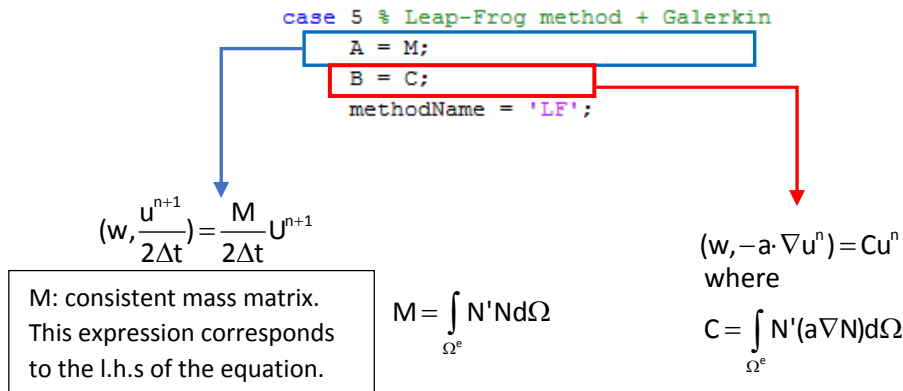 case 5 % Leap-Frog method + Galerkin
A = M;
B = C;
methodName = 'LF';
(w, u^{n+1}/2Δt) = M/2Δt U^{n+1}
(w,−a·∇u^n) = Cu^n
where
M: consistent mass matrix.
This expression corresponds
to the l.h.s of the equation.
M = ∫_{Ω^e} N'NdΩ
C = ∫_{Ω^e} N'(a∇N)dΩ